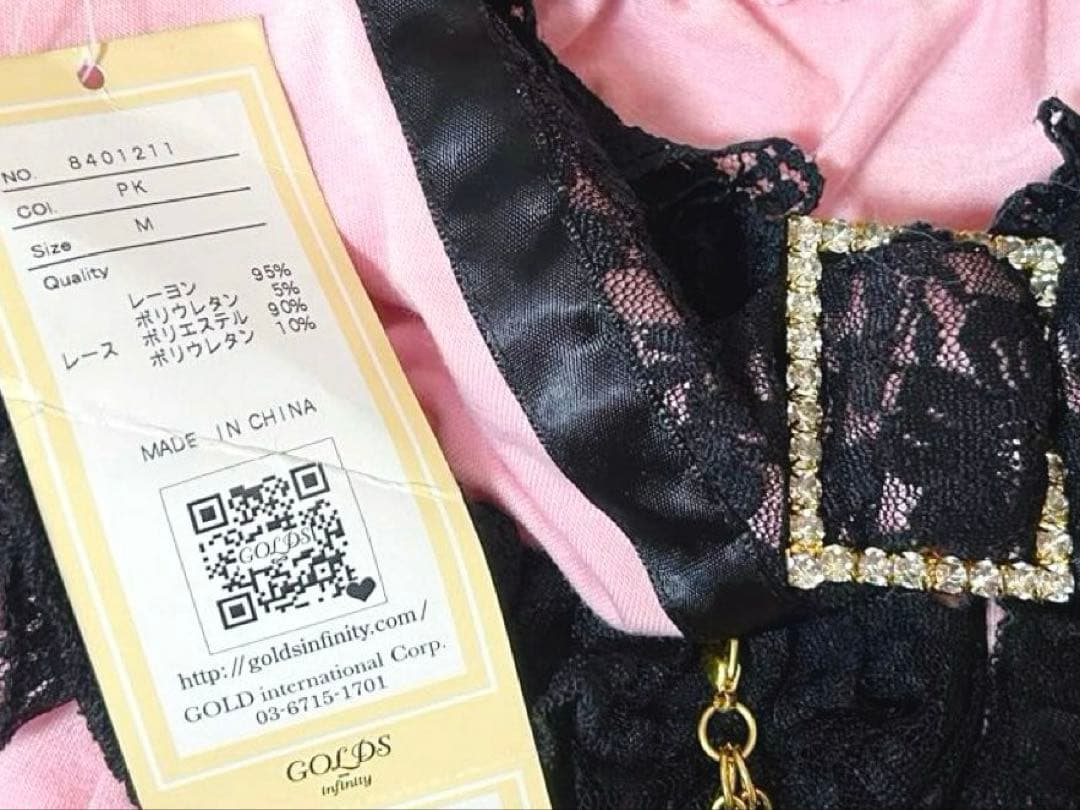 NO. 8401211
COl. PK
Size M
Quality
レーヨン 95%
ポリウレタン 5%
ポリエステル 90%
レース ポリウレタン 10%
MADE IN CHINA
GOLDS
http://goldsinfinity.com/
GOLD international Corp.
03-6715-1701
GOLDS
infinity